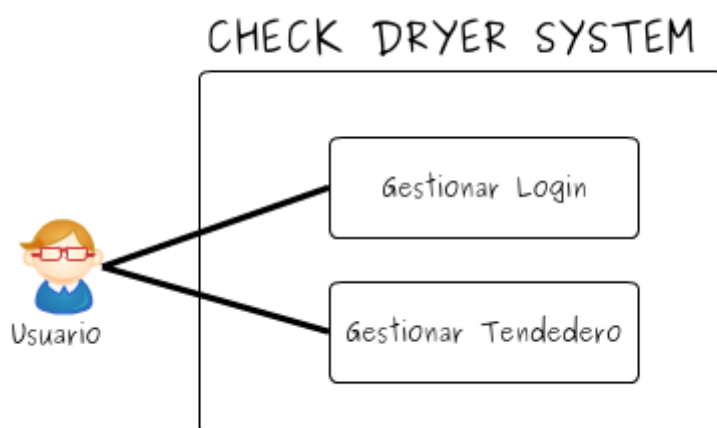 CHECK DRYER SYSTEM
Gestionar Login
Usuario
Gestionar Tendedero